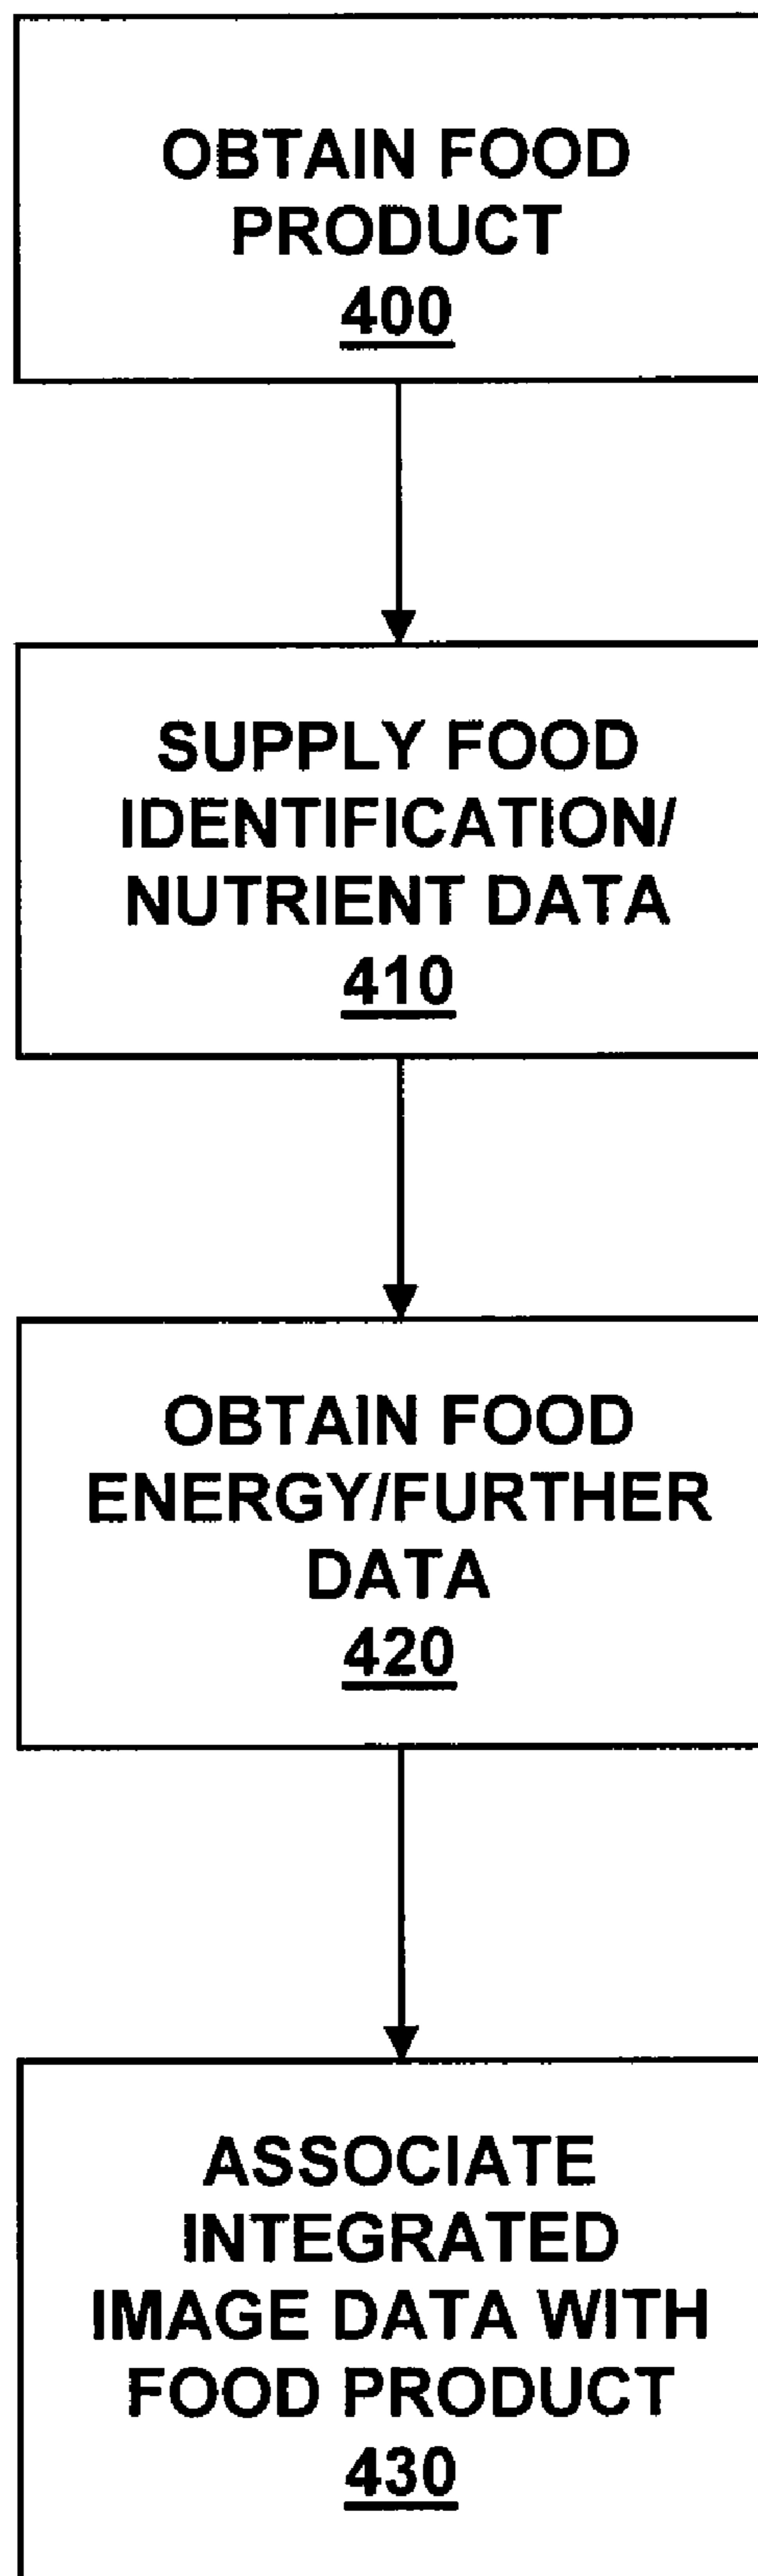 OBTAIN FOOD
PRODUCT
400
SUPPLY FOOD
IDENTIFICATION/
NUTRIENT DATA
410
OBTAIN FOOD
ENERGY/FURTHER
DATA
420
ASSOCIATE
INTEGRATED
IMAGE DATA WITH
FOOD PRODUCT
430